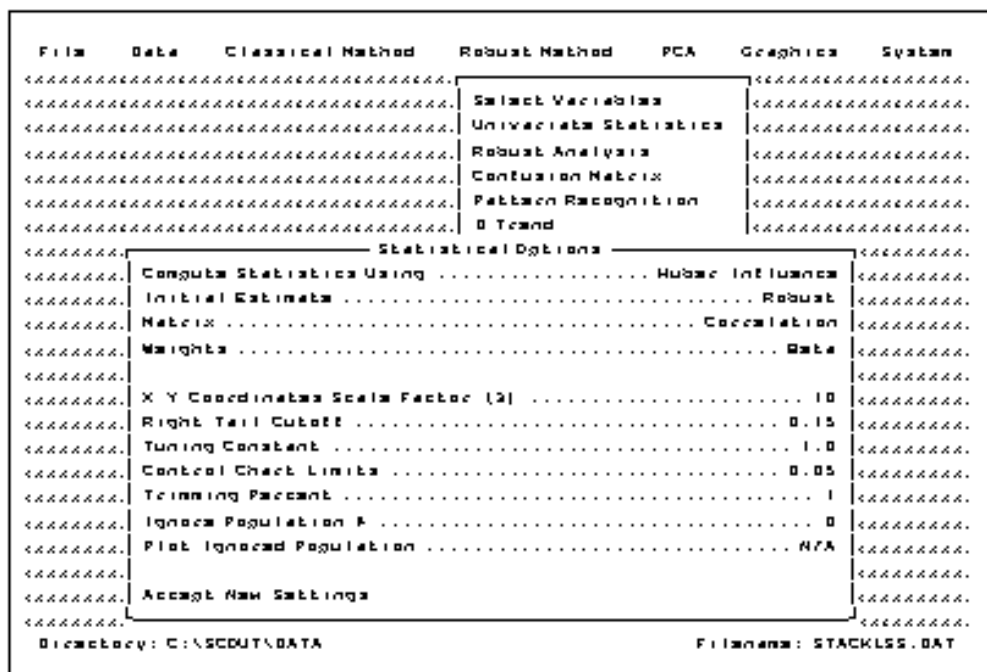 File Data Classical Method Robust Method PCA Graphics System
Select Variables
Univariate Statistics
Robust Analysis
Confusion Matrix
Pattern Recognition
D Trend
Statistical Options
Compute Statistics Using .................. Huber Influence
Initial Estimate ................................... Robust
Matrix ........................................ Correlation
Weights .............................................. Beta
X Y Coordinates Scale Factor (3) ....................... 10
Right Tail Cutoff .................................... 0.15
Tuning Constant ....................................... 1.0
Control Chart Limits ................................. 0.05
Trimming Percent ........................................ 1
Ignore Population # ..................................... 0
Plot Ignored Population ............................... N/A
Accept New Settings
Directory: C:\SCOUT\DATA Filename: STACKLSS.DAT